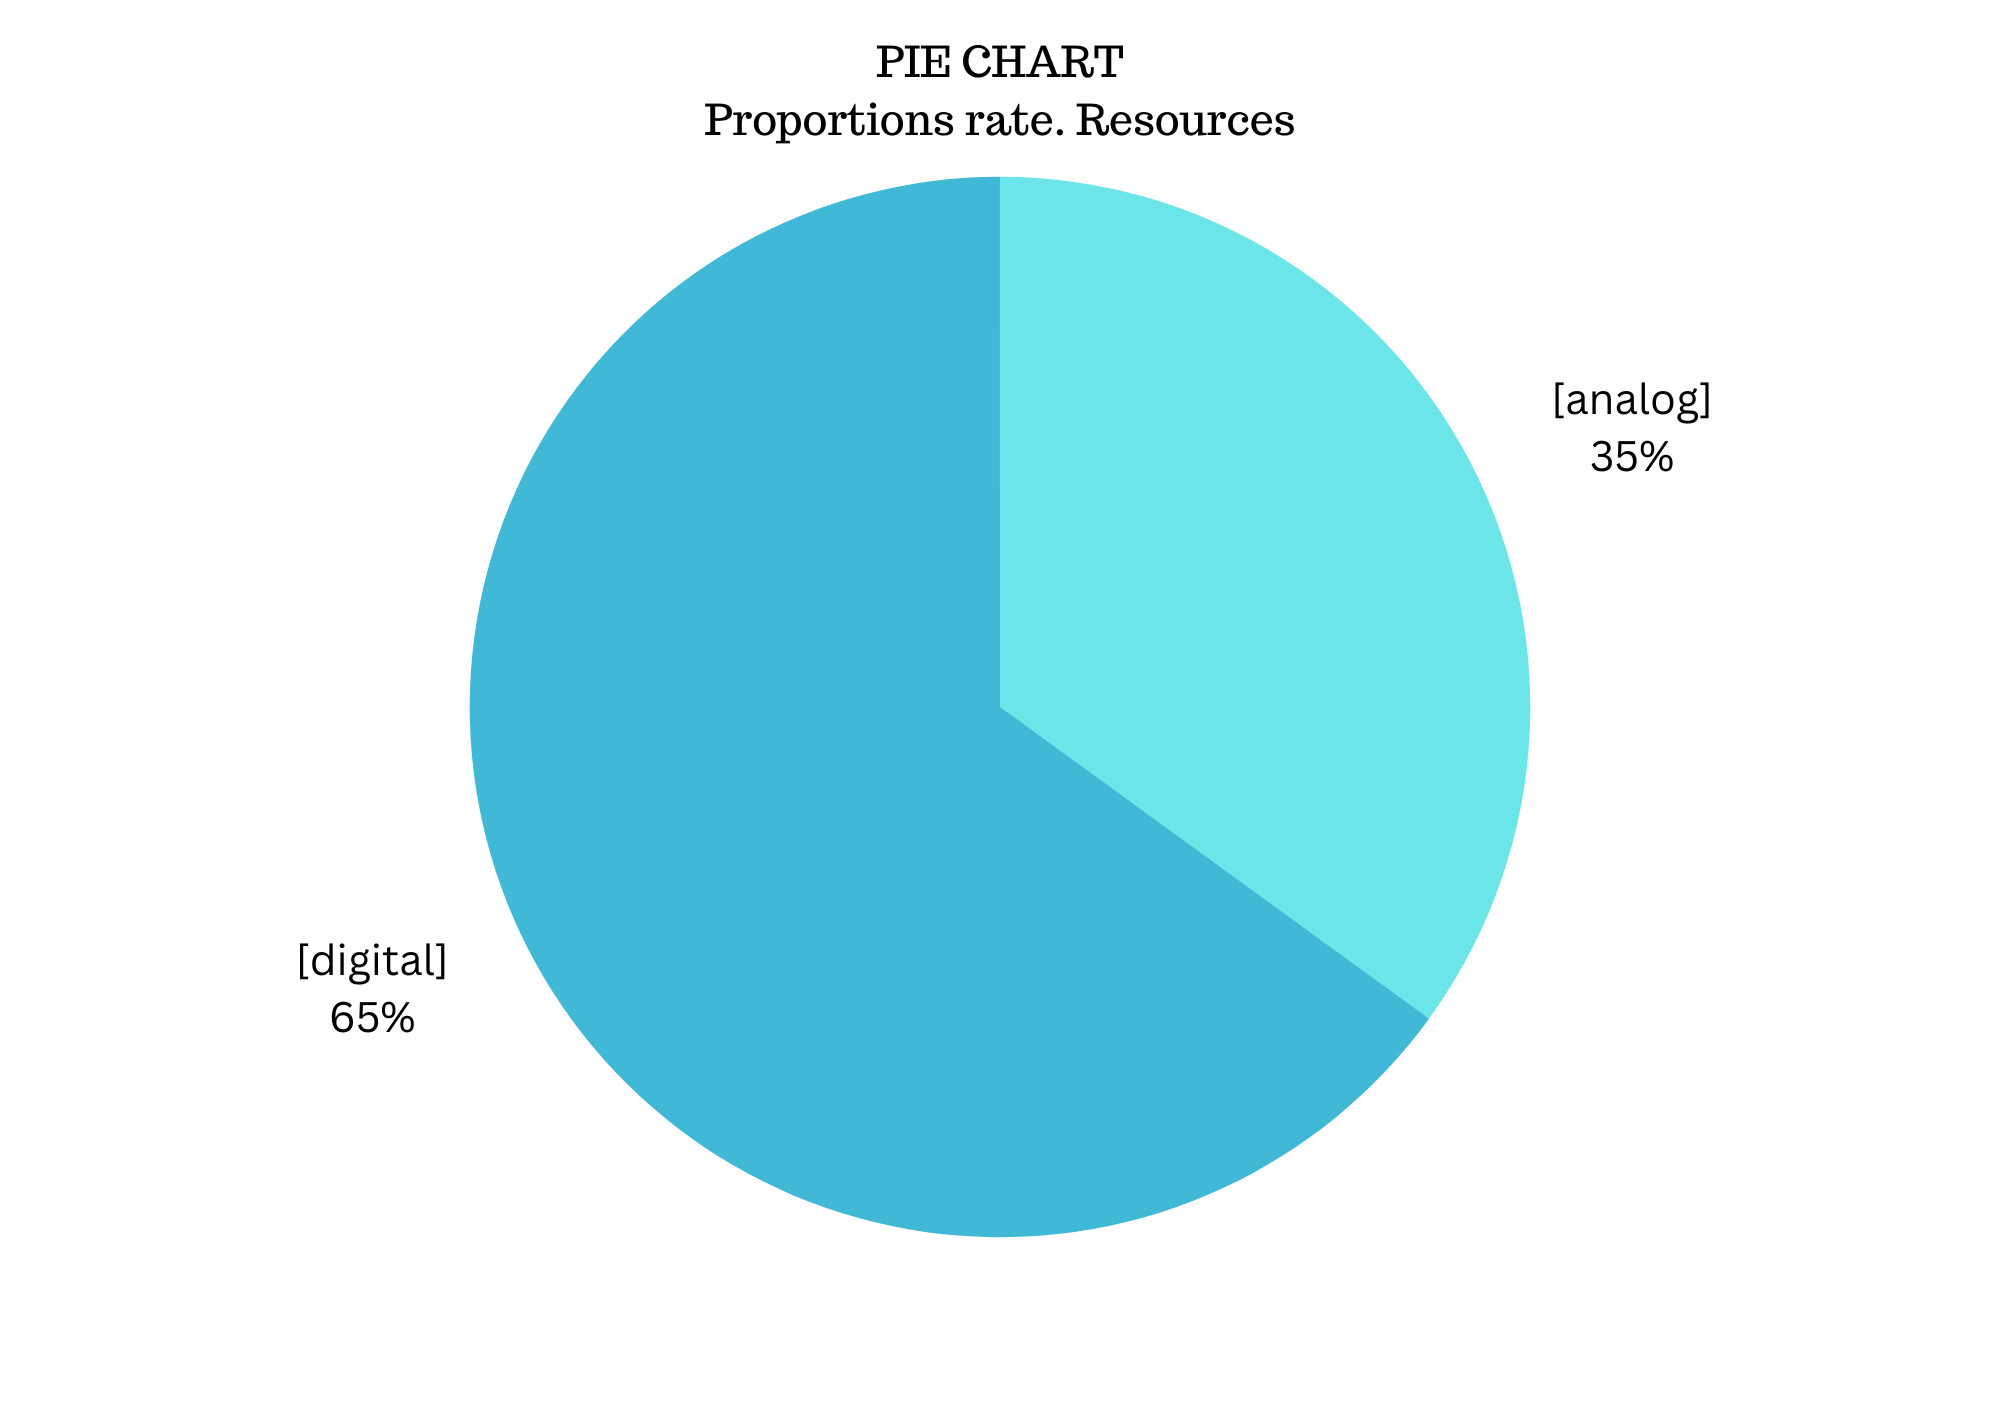 PIE CHART
Proportions rate. Resources
[analog]
35%
[digital]
65%